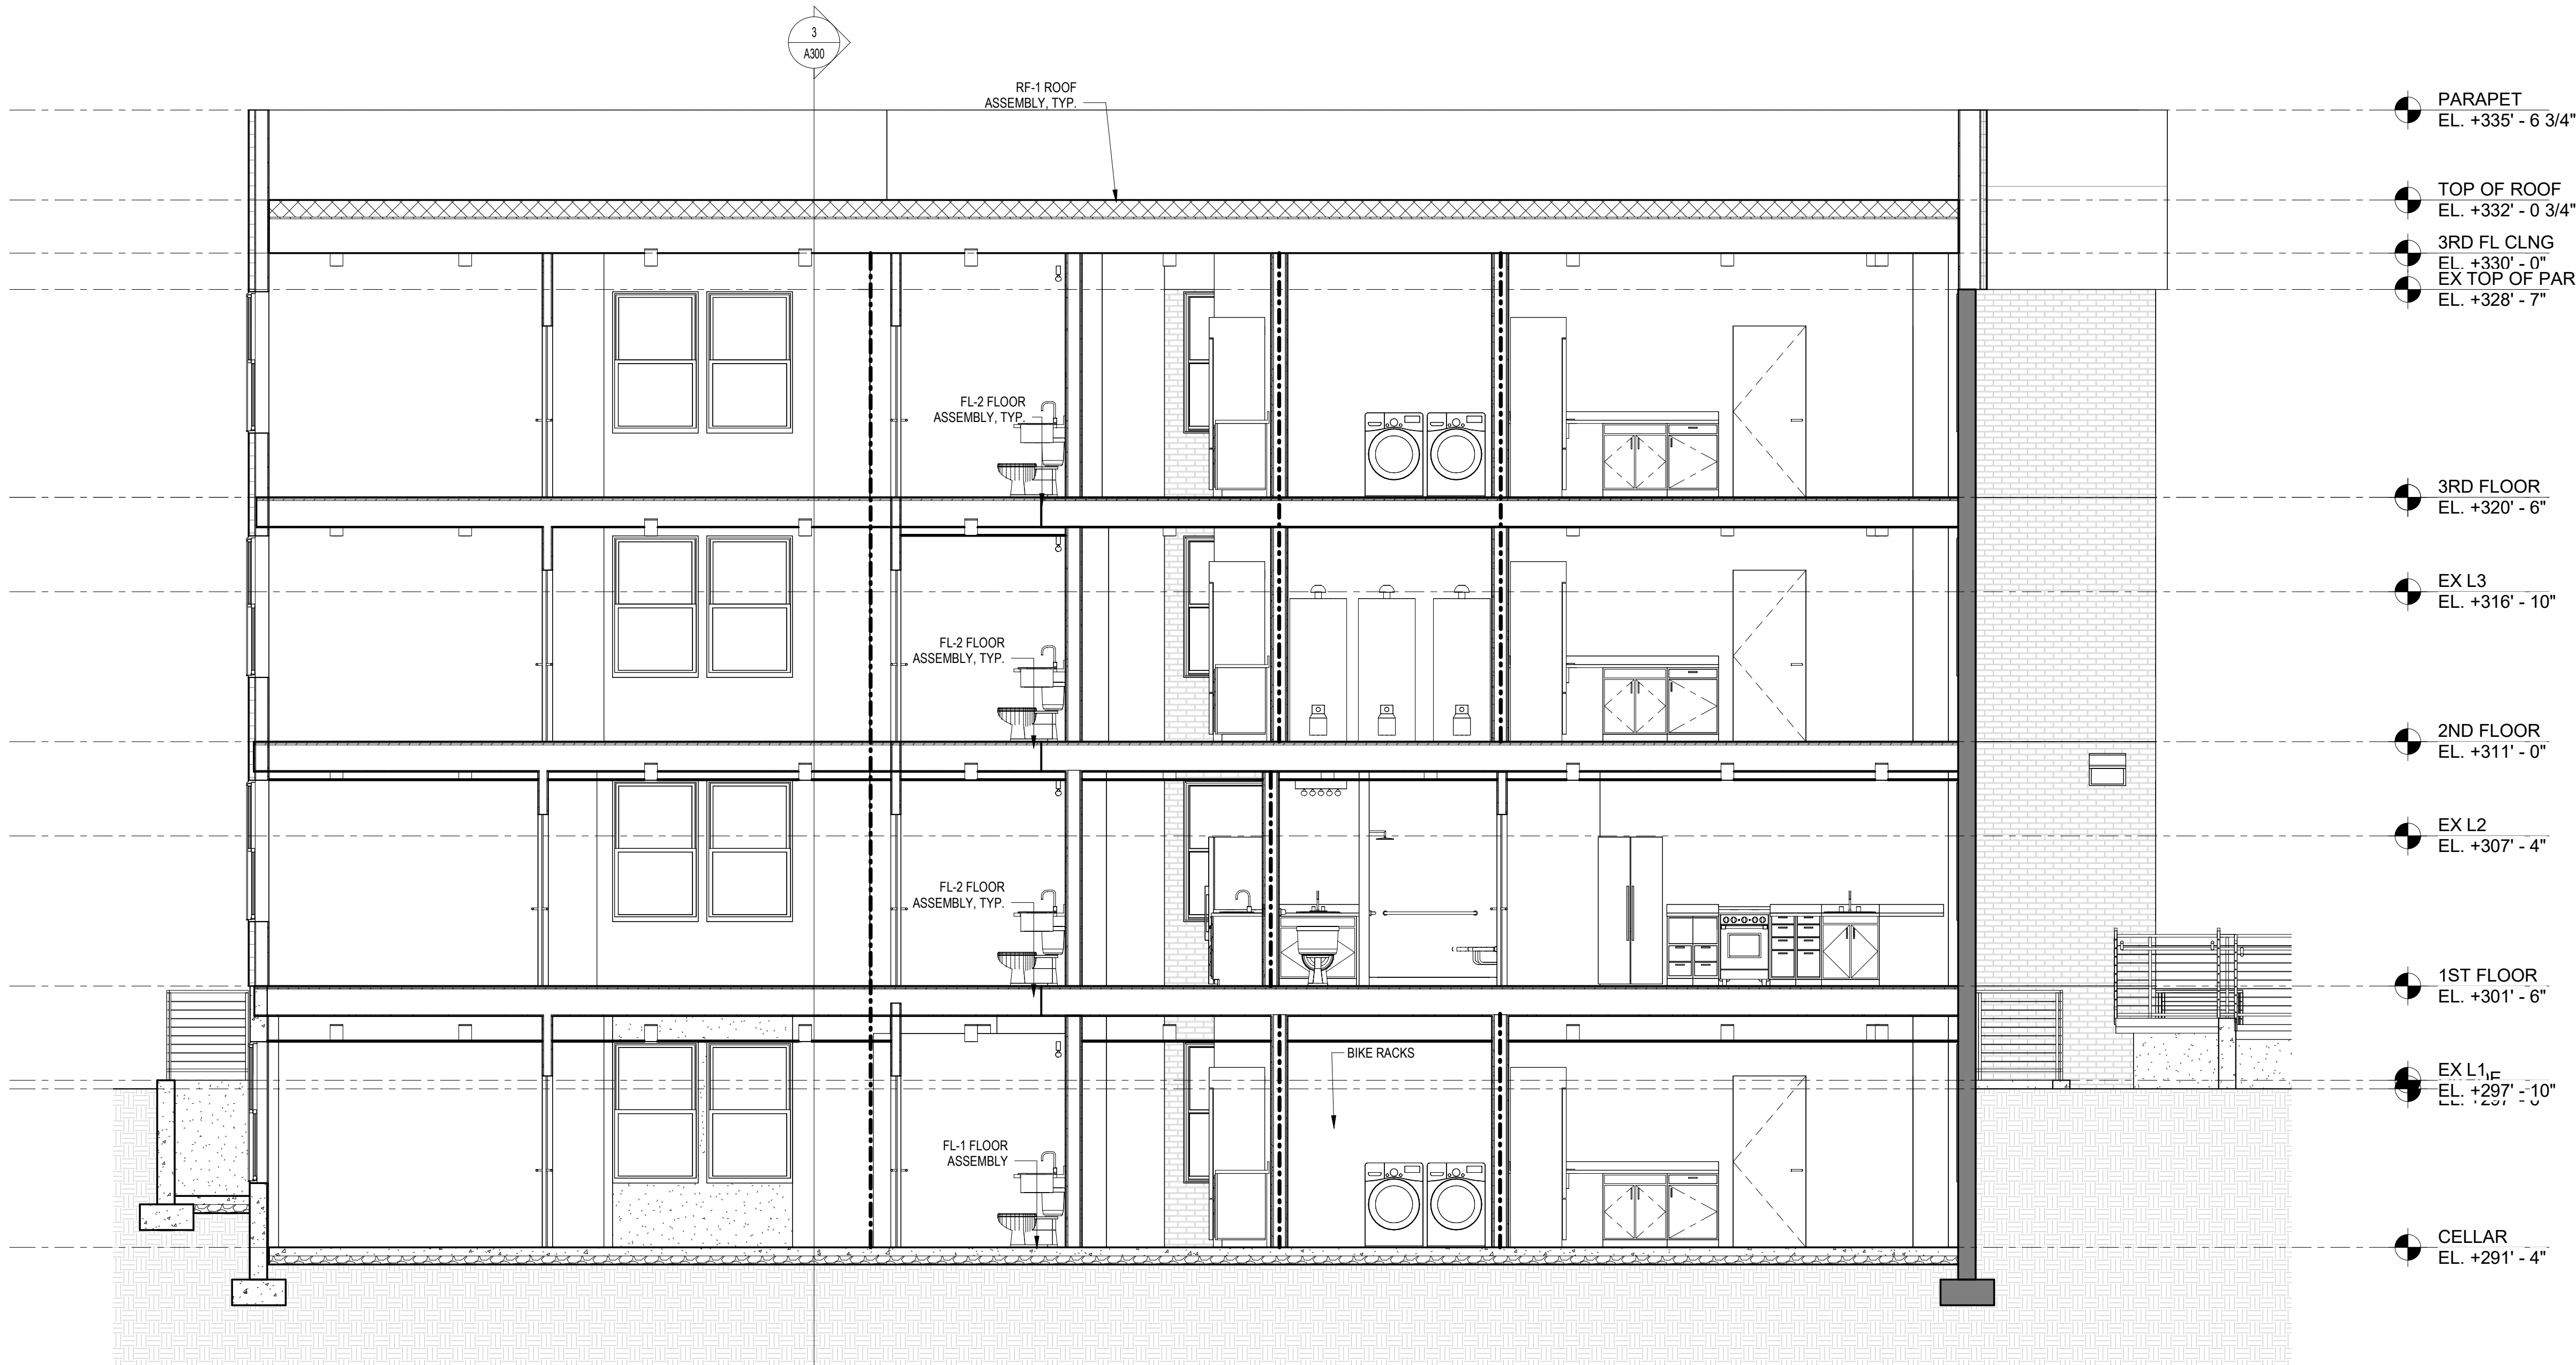 3
A300
RF-1 ROOF
ASSEMBLY, TYP.
PARAPET
EL. +335' - 6 3/4"
TOP OF ROOF
EL. +332' - 0 3/4"
3RD FL CLNG
EL. +330' - 0"
EX TOP OF PAR
EL. +328' - 7"
FL-2 FLOOR
ASSEMBLY, TYP.
3RD FLOOR
EL. +320' - 6"
EX L3
EL. +316' - 10"
FL-2 FLOOR
ASSEMBLY, TYP.
2ND FLOOR
EL. +311' - 0"
EX L2
EL. +307' - 4"
FL-2 FLOOR
ASSEMBLY, TYP.
1ST FLOOR
EL. +301' - 6"
BIKE RACKS
EX L1
EL. +297' - 10"
FL-1 FLOOR
ASSEMBLY
CELLAR
EL. +291' - 4"